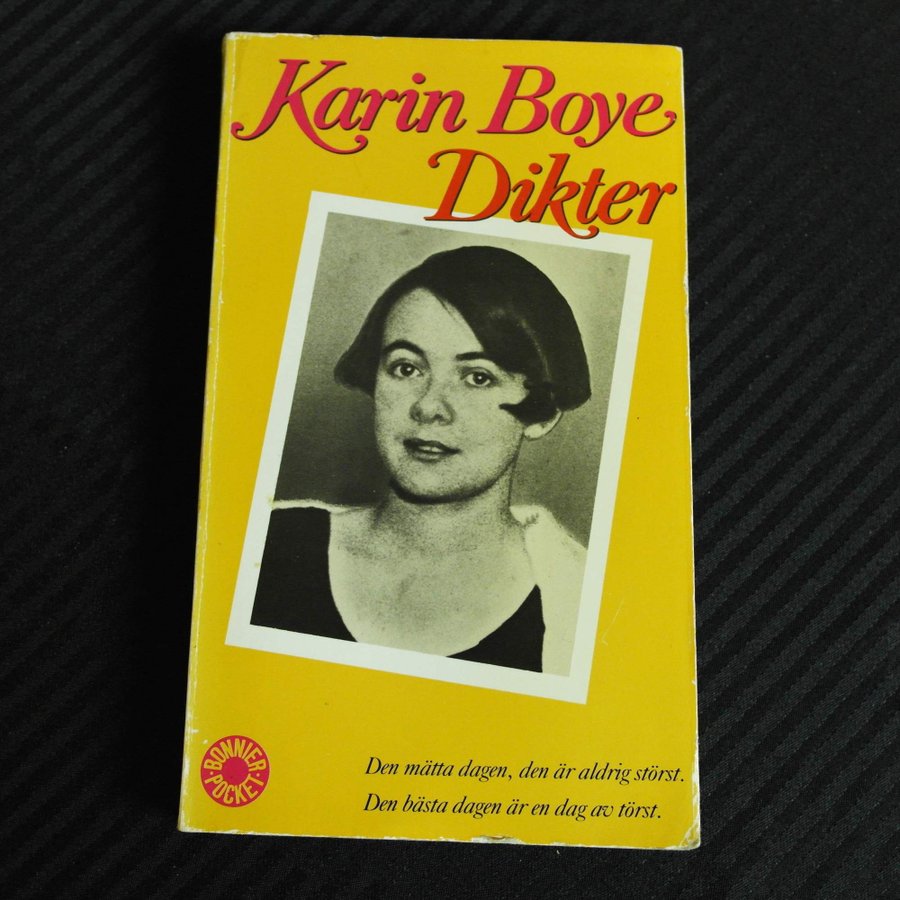 Karin Boye
Dikter
BONNIER
POCKET
Den mätta dagen, den är aldrig störst.
Den bästa dagen är en dag av törst.